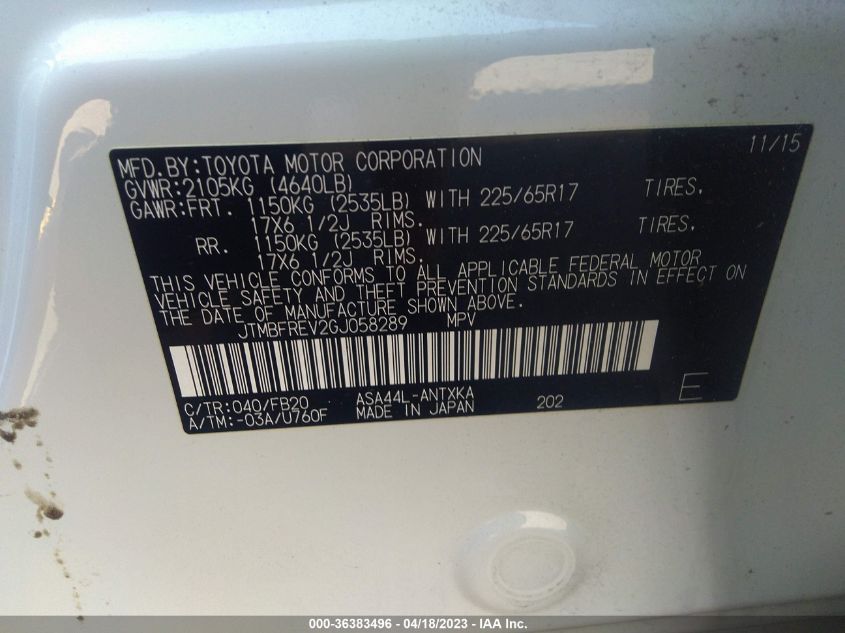 11/15
MFD.BY:TOYOTA MOTOR CORPORATION
GVWR:2105KG (4640LB)
GAWR:FRT. 1150KG (2535LB) WITH 225/65R17 TIRES,
17X6 1/2J RIMS.
RR. 1150KG (2535LB) WITH 225/65R17 TIRES,
17X6 1/2J RIMS.
THIS VEHICLE CONFORMS TO ALL APPLICABLE FEDERAL MOTOR
VEHICLE SAFETY AND THEFT PREVENTION STANDARDS IN EFFECT ON
THE DATE OF MANUFACTURE SHOWN ABOVE.
JTMBFREV2GJ058289 MPV
C/TR:040/FB20 ASA44L-ANTXKA
A/TM:-03A/U760F MADE IN JAPAN 202 E
000-36383496 - 04/18/2023 - IAA Inc.